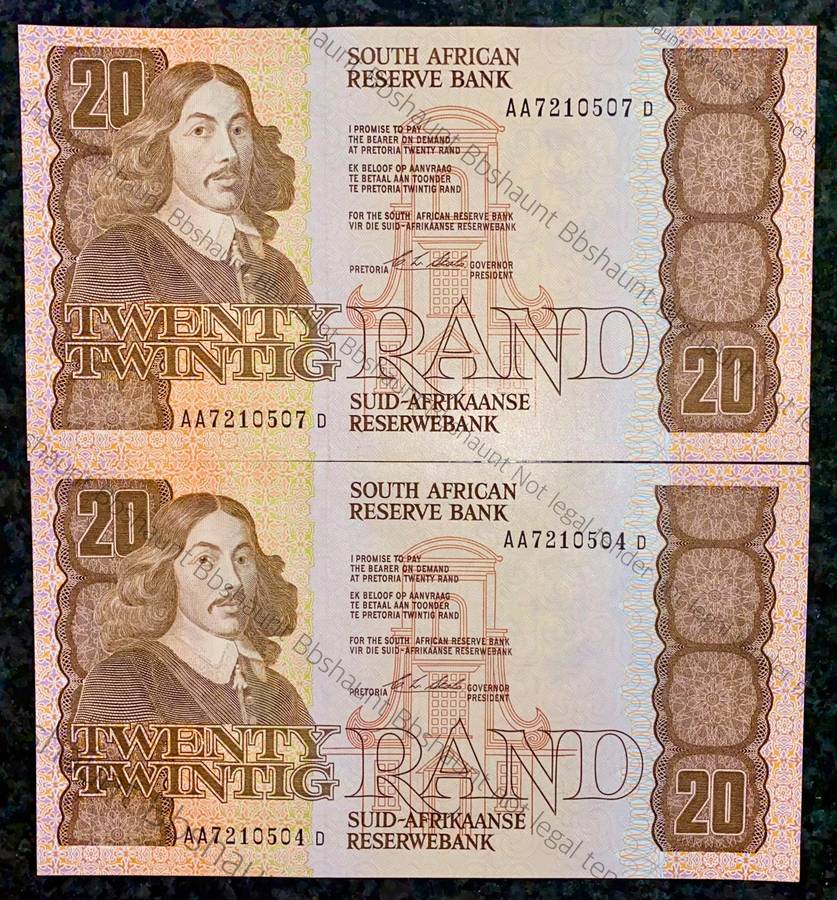 20
SOUTH AFRICAN
RESERVE BANK
AA7210507 D
I PROMISE TO PAY
THE BEARER ON DEMAND
AT PRETORIA TWENTY RAND
EK BELOOF OP AANVRAAG
TE BETAAL AAN TOONDER
TE PRETORIA TWINTIG RAND
FOR THE SOUTH AFRICAN RESERVE BANK
VIR DIE SUID-AFRIKAANSE RESERWEBANK
PRETORIA GOVERNOR
PRESIDENT
TWENTY
TWINTIG
RAND
20
AA7210507 D
SUID-AFRIKAANSE
RESERWEBANK
20
SOUTH AFRICAN
RESERVE BANK
AA7210504 D
I PROMISE TO PAY
THE BEARER ON DEMAND
AT PRETORIA TWENTY RAND
EK BELOOF OP AANVRAAG
TE BETAAL AAN TOONDER
TE PRETORIA TWINTIG RAND
FOR THE SOUTH AFRICAN RESERVE BANK
VIR DIE SUID-AFRIKAANSE RESERWEBANK
PRETORIA GOVERNOR
PRESIDENT
TWENTY
TWINTIG
RAND
20
AA7210504 D
SUID-AFRIKAANSE
RESERWEBANK
Bbshaunt Bbshaunt Bbshaunt Not legal tender